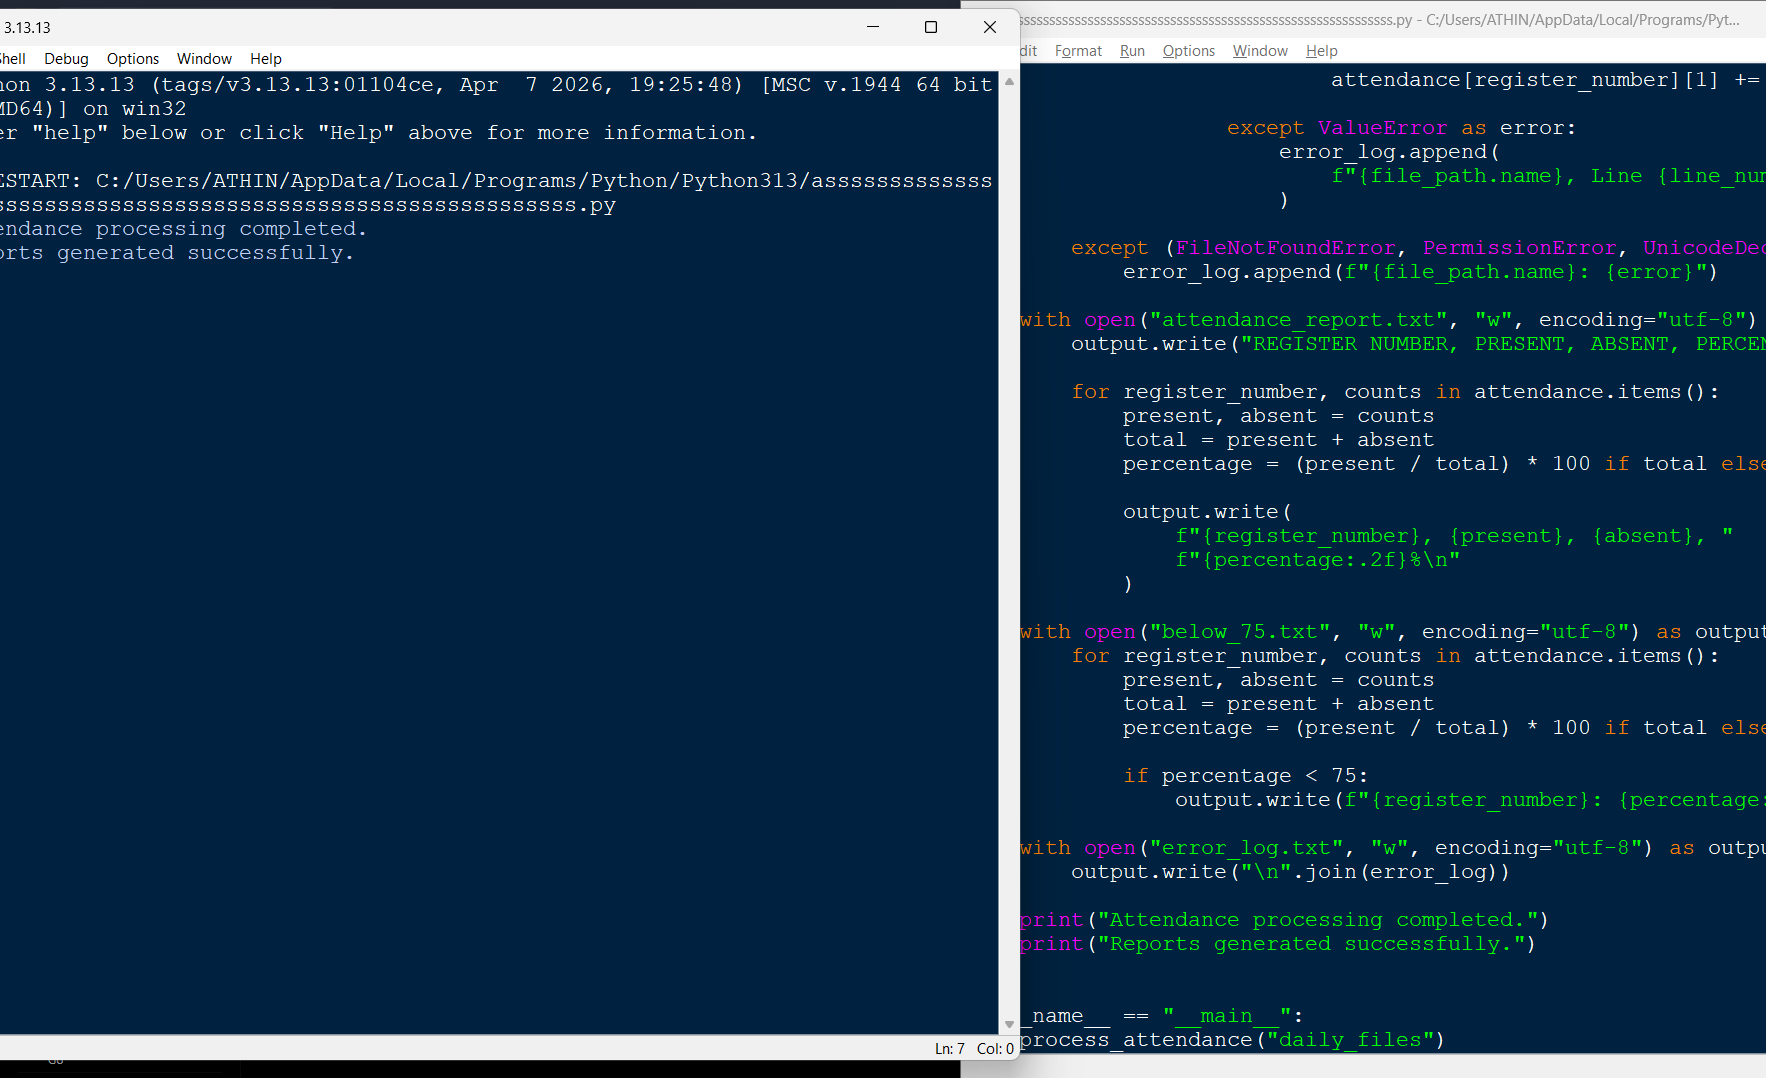 3.13.13
Shell Debug Options Window Help
hon 3.13.13 (tags/v3.13.13:01104ce, Apr  7 2026, 19:25:48) [MSC v.1944 64 bit
MD64)] on win32
er "help" below or click "Help" above for more information.
ESTART: C:/Users/ATHIN/AppData/Local/Programs/Python/Python313/asssssssssssss
sssssssssssssssssssssssssssssssssssssssssssss.py
endance processing completed.
orts generated successfully.
Ln: 7 Col: 0
sssssssssssssssssssssssssssssssssssssssssssssssssssssssssss.py - C:/Users/ATHIN/AppData/Local/Programs/Pyt...
dit Format Run Options Window Help
attendance[register_number][1] +=
except ValueError as error:
error_log.append(
f"{file_path.name}, Line {line_num
)
except (FileNotFoundError, PermissionError, UnicodeDec
error_log.append(f"{file_path.name}: {error}")
with open("attendance_report.txt", "w", encoding="utf-8")
output.write("REGISTER NUMBER, PRESENT, ABSENT, PERCEN
for register_number, counts in attendance.items():
present, absent = counts
total = present + absent
percentage = (present / total) * 100 if total else
output.write(
f"{register_number}, {present}, {absent}, "
f"{percentage:.2f}%\n"
)
with open("below_75.txt", "w", encoding="utf-8") as output
for register_number, counts in attendance.items():
present, absent = counts
total = present + absent
percentage = (present / total) * 100 if total else
if percentage < 75:
output.write(f"{register_number}: {percentage:
with open("error_log.txt", "w", encoding="utf-8") as outpu
output.write("\n".join(error_log))
print("Attendance processing completed.")
print("Reports generated successfully.")
_name__ == "__main__":
process_attendance("daily_files")